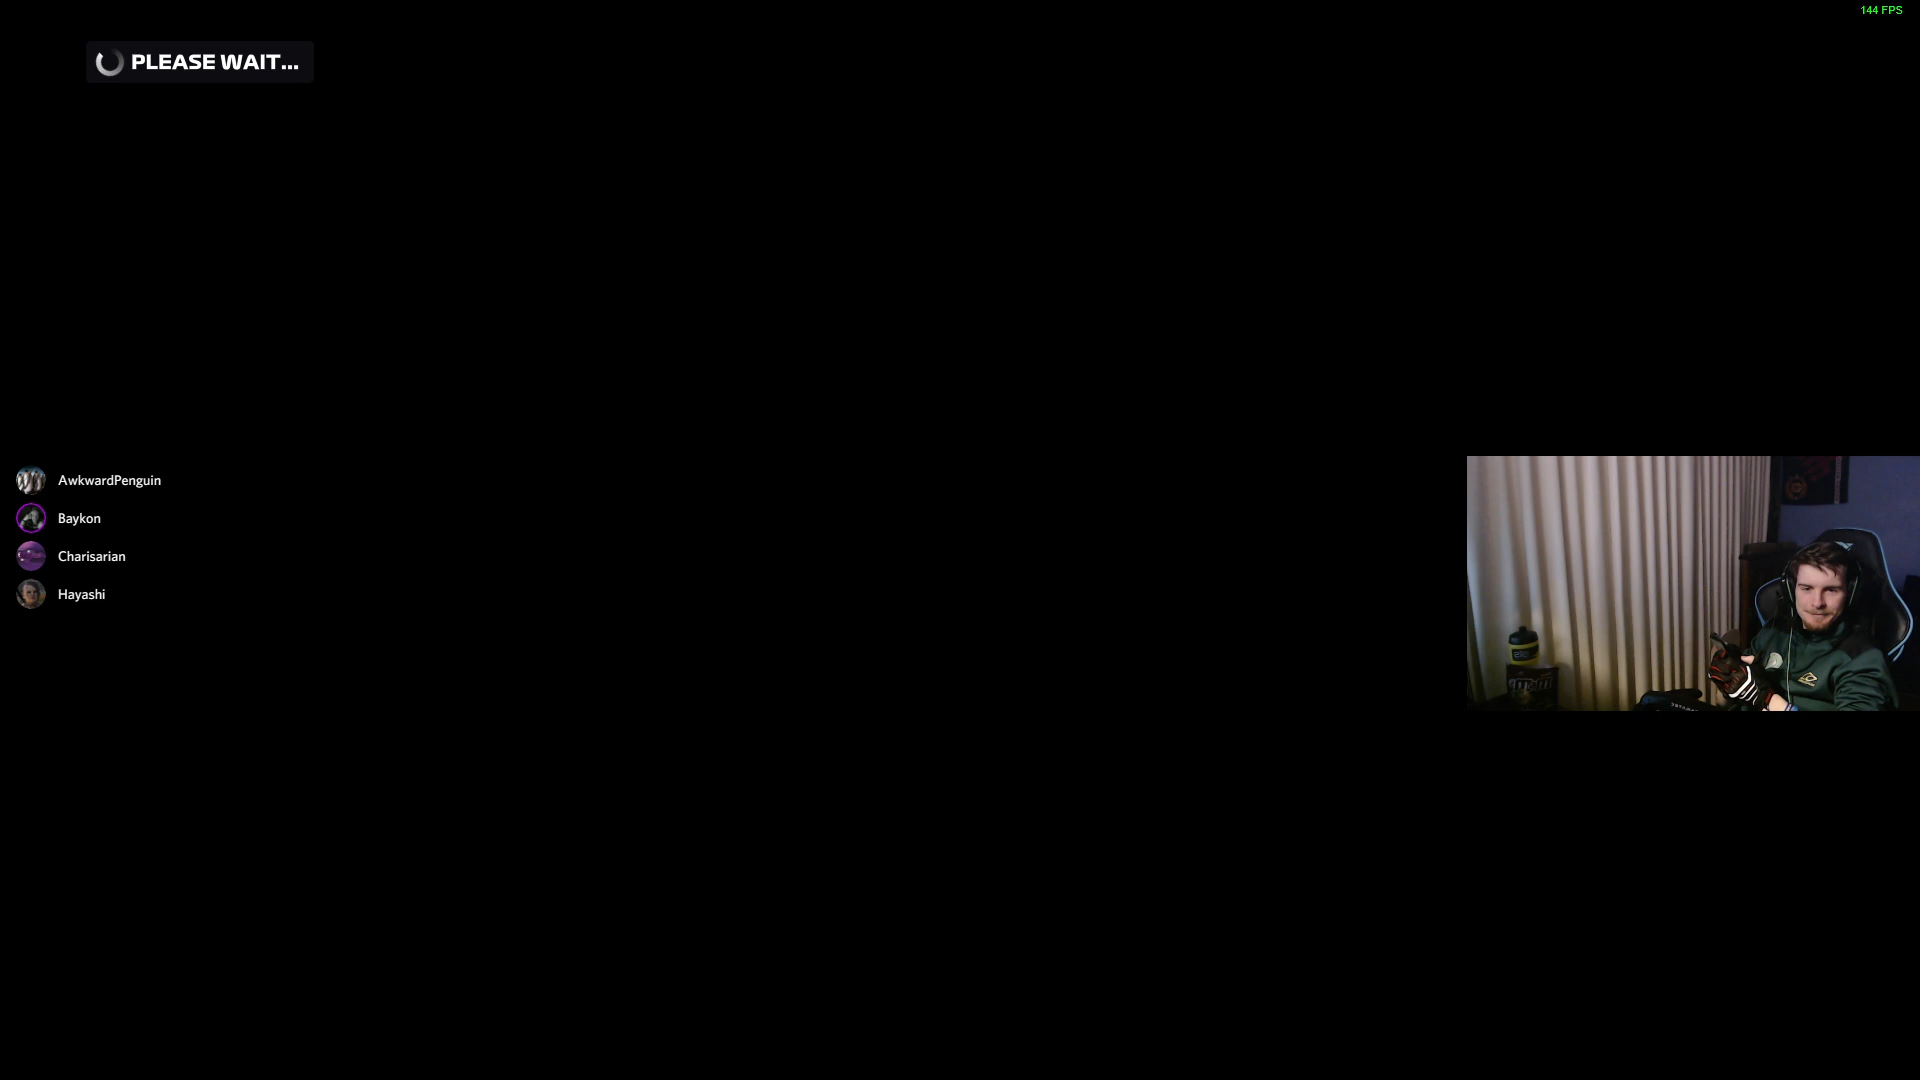 144 FPS
PLEASE WAIT...
AwkwardPenguin
Baykon
Charisarian
Hayashi